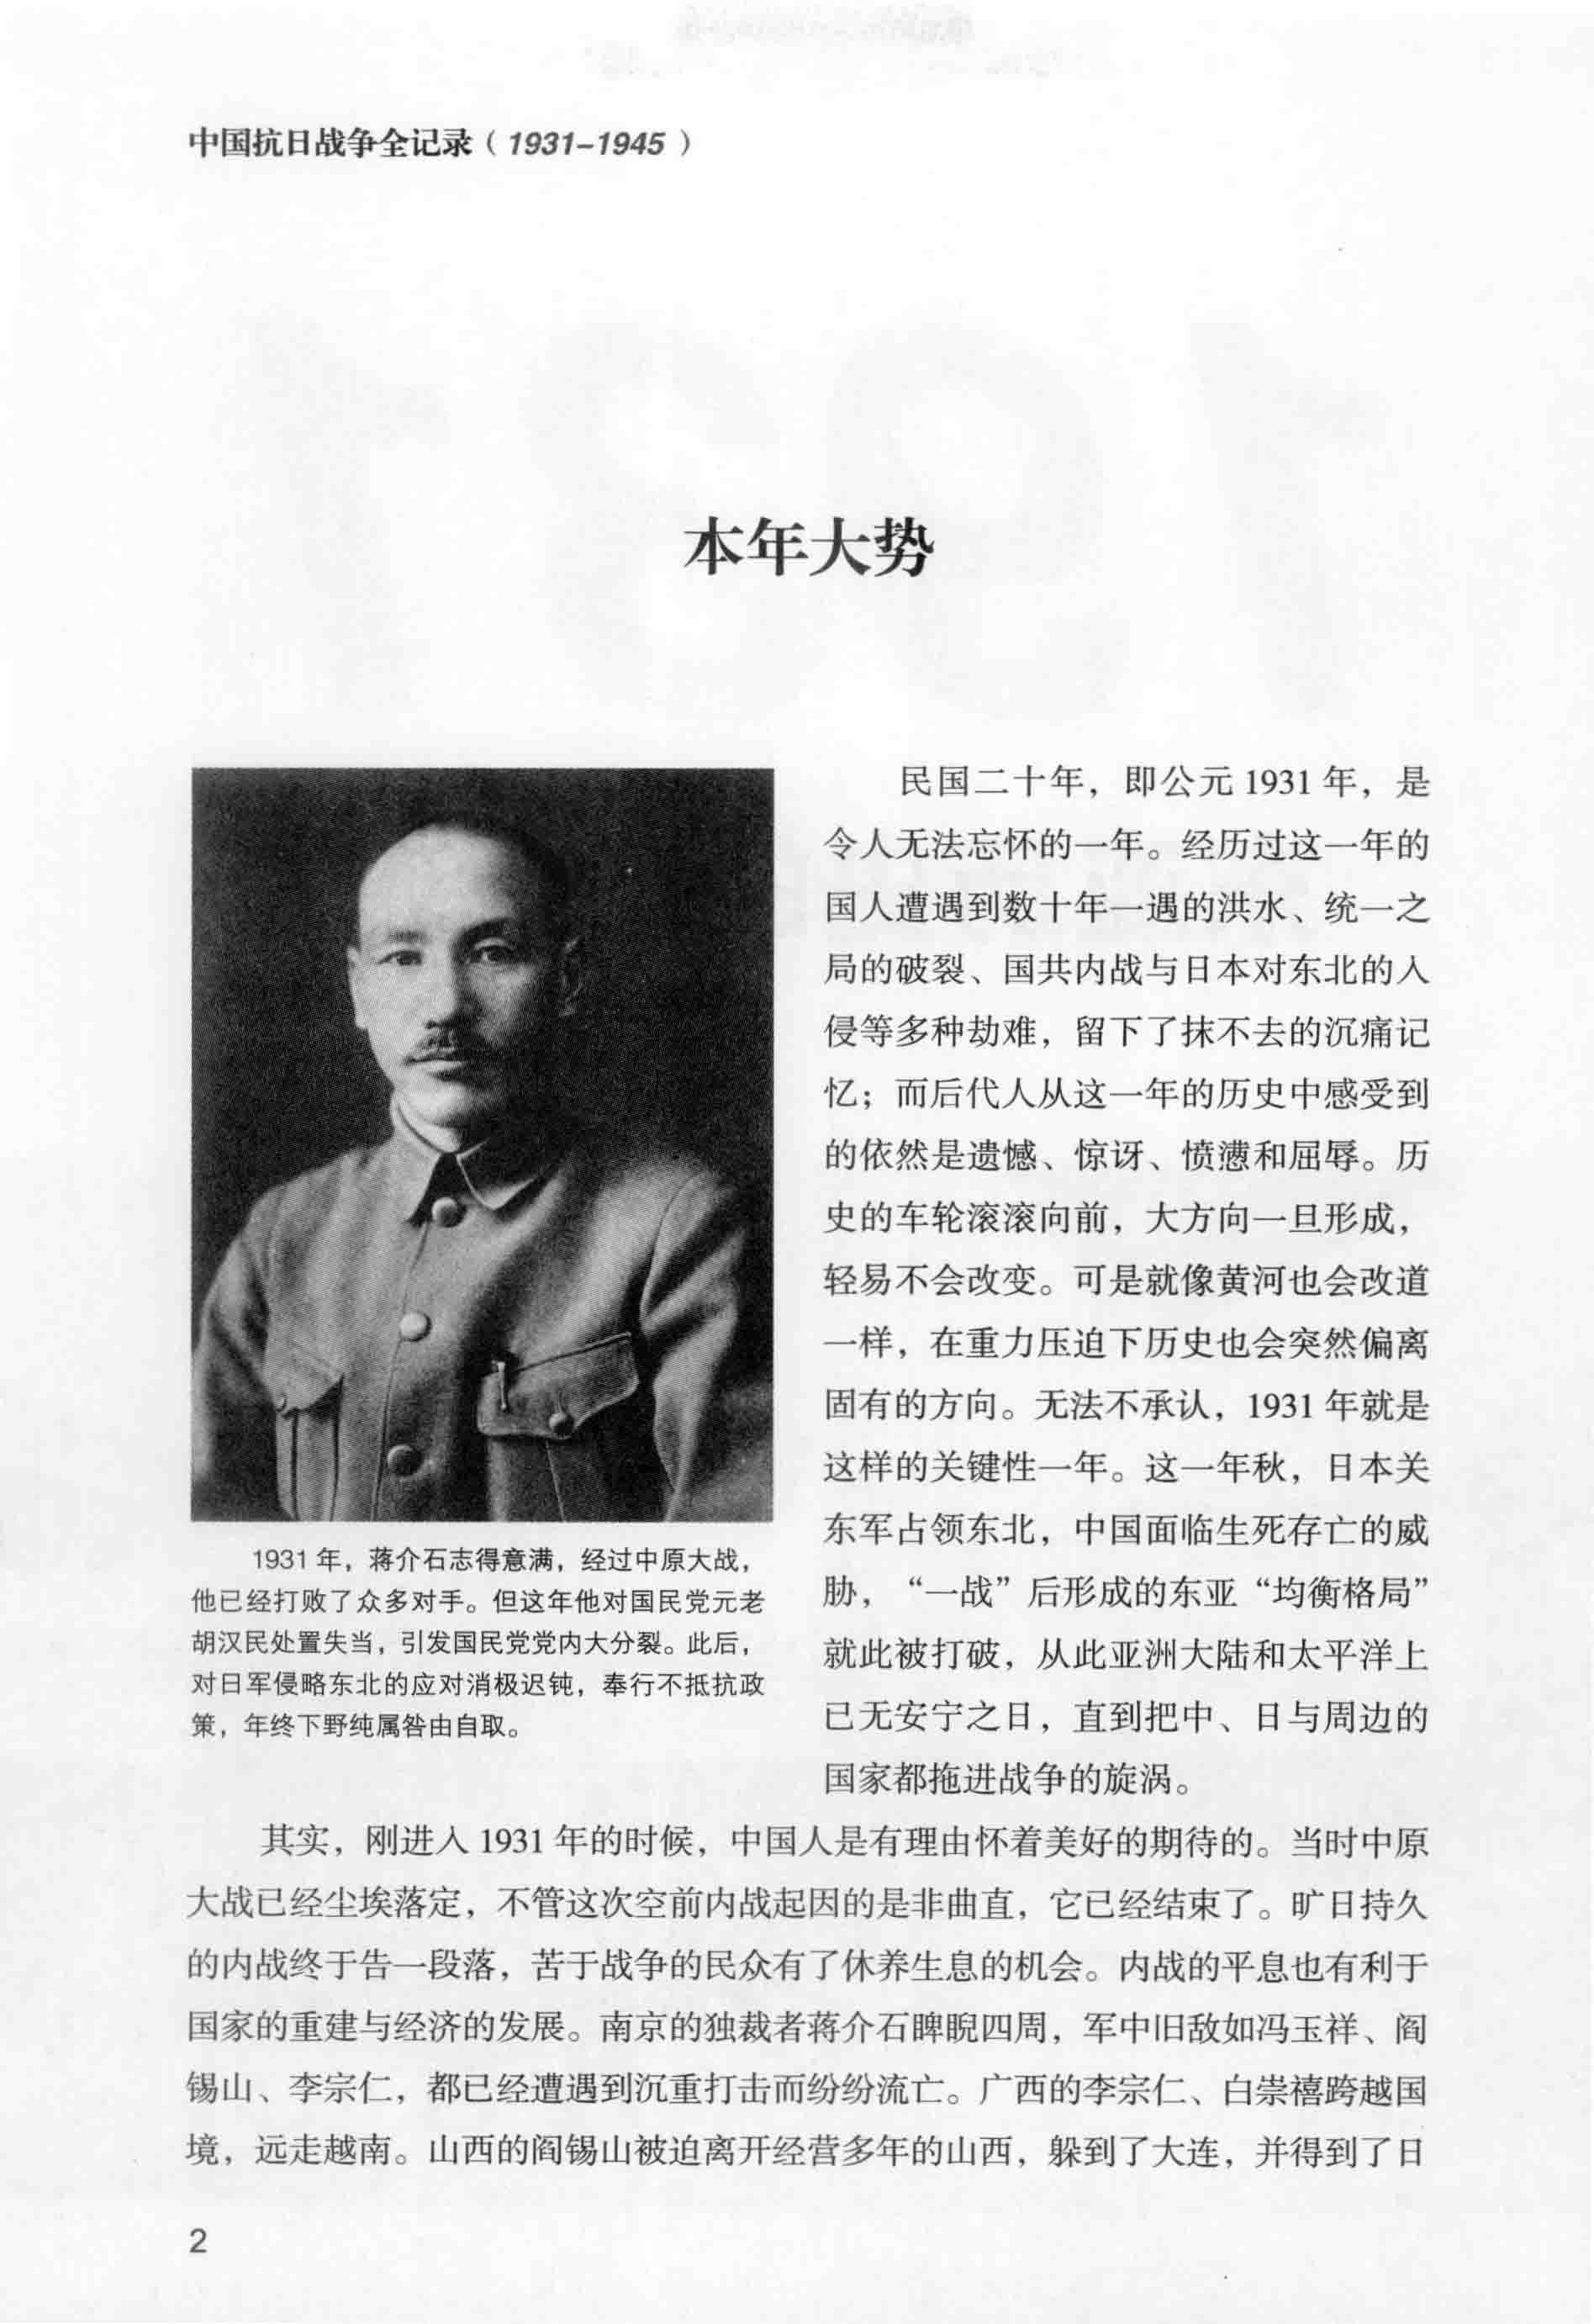 中国抗日战争全记录（1931–1945）
本年大势
民国二十年，即公元 1931 年，是
令人无法忘怀的一年。经历过这一年的
国人遭遇到数十年一遇的洪水、统一之
局的破裂、国共内战与日本对东北的入
侵等多种劫难，留下了抹不去的沉痛记
忆；而后代人从这一年的历史中感受到
的依然是遗憾、惊讶、愤懑和屈辱。历
史的车轮滚滚向前，大方向一旦形成，
轻易不会改变。可是就像黄河也会改道
一样，在重力压迫下历史也会突然偏离
固有的方向。无法不承认，1931 年就是
这样的关键性一年。这一年秋，日本关
东军占领东北，中国面临生死存亡的威
胁，“一战”后形成的东亚“均衡格局”
就此被打破，从此亚洲大陆和太平洋上
已无安宁之日，直到把中、日与周边的
国家都拖进战争的旋涡。
1931 年，蒋介石志得意满，经过中原大战，
他已经打败了众多对手。但这年他对国民党元老
胡汉民处置失当，引发国民党党内大分裂。此后，
对日军侵略东北的应对消极迟钝，奉行不抵抗政
策，年终下野纯属咎由自取。
其实，刚进入 1931 年的时候，中国人是有理由怀着美好的期待的。当时中原
大战已经尘埃落定，不管这次空前内战起因的是非曲直，它已经结束了。旷日持久
的内战终于告一段落，苦于战争的民众有了休养生息的机会。内战的平息也有利于
国家的重建与经济的发展。南京的独裁者蒋介石睥睨四周，军中旧敌如冯玉祥、阎
锡山、李宗仁，都已经遭遇到沉重打击而纷纷流亡。广西的李宗仁、白崇禧跨越国
境，远走越南。山西的阎锡山被迫离开经营多年的山西，躲到了大连，并得到了日
2